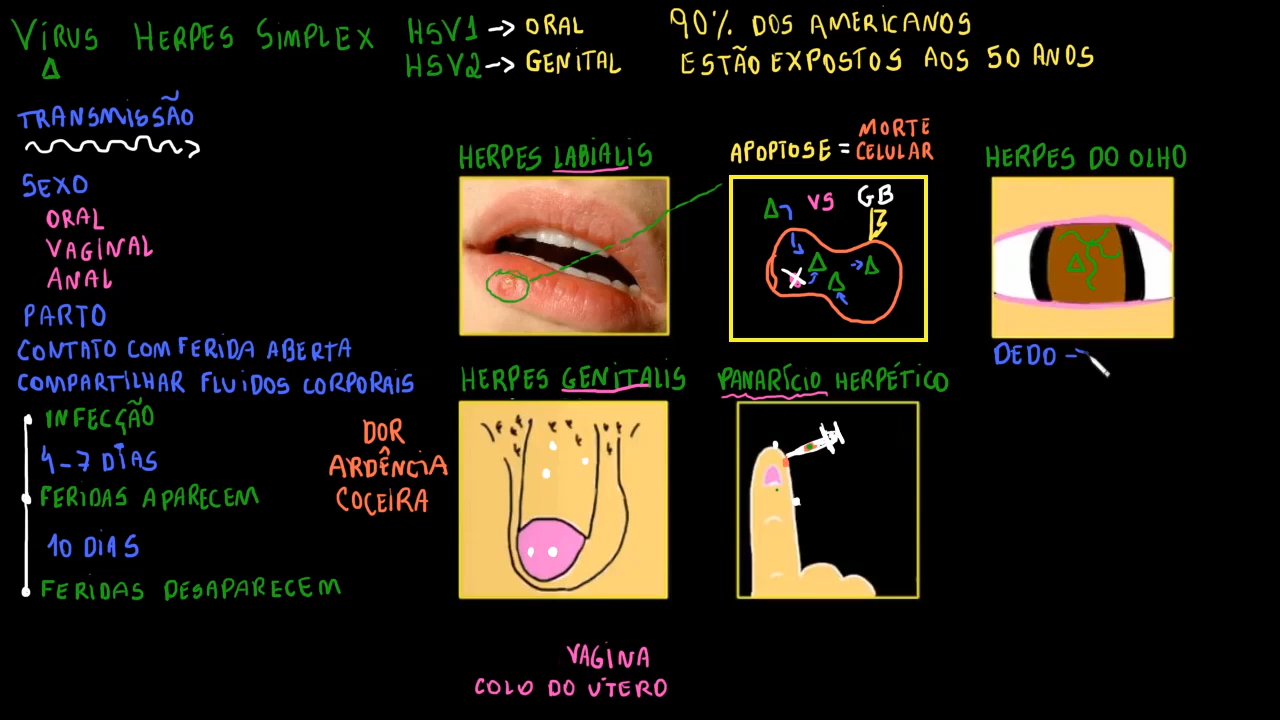 VÍRUS HERPES SIMPLEX
HSV1 → ORAL
HSV2 → GENITAL
90% DOS AMERICANOS
ESTÃO EXPOSTOS AOS 50 ANOS
TRANSMISSÃO
SEXO
ORAL
VAGINAL
ANAL
PARTO
CONTATO COM FERIDA ABERTA
COMPARTILHAR FLUIDOS CORPORAIS
INFECÇÃO
4-7 DIAS
FERIDAS APARECEM
10 DIAS
FERIDAS DESAPARECEM
DOR
ARDÊNCIA
COCEIRA
HERPES LABIALIS
APOPTOSE = MORTE
CELULAR
VS GB
HERPES DO OLHO
DEDO →
HERPES GENITALIS
PANARÍCIO HERPÉTICO
VAGINA
COLO DO ÚTERO